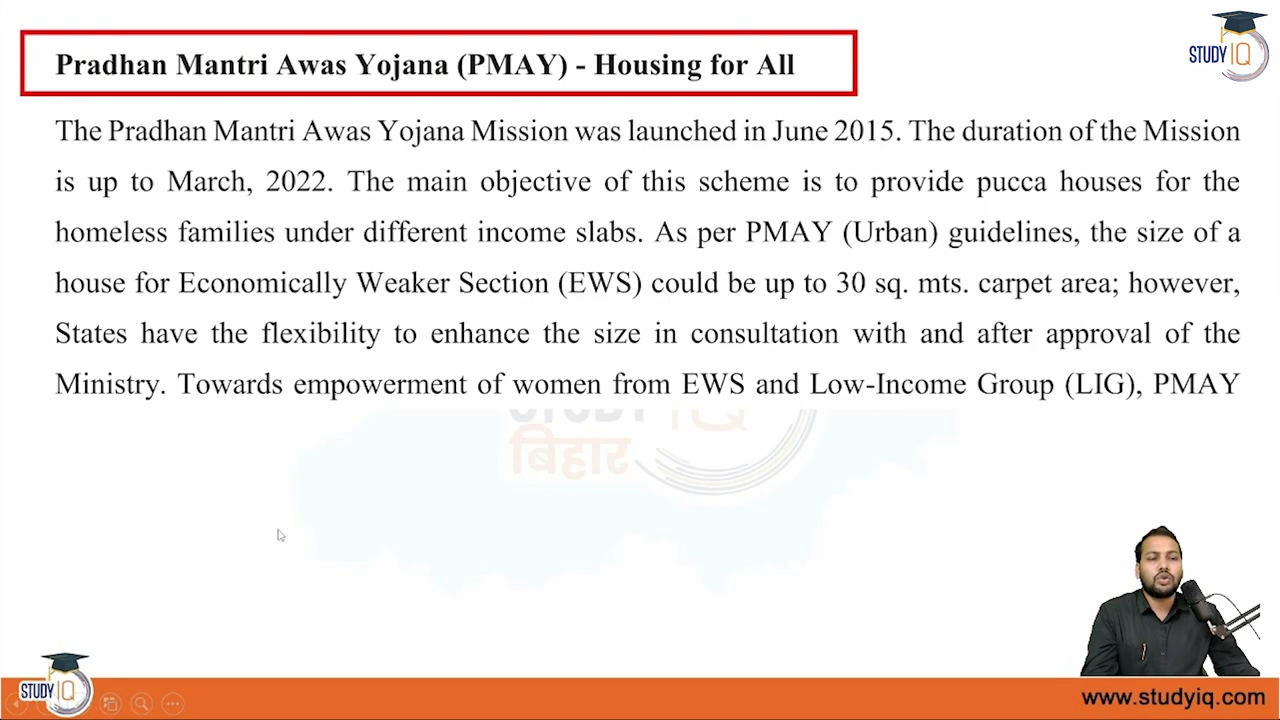 Pradhan Mantri Awas Yojana (PMAY) - Housing for All
STUDY IQ
The Pradhan Mantri Awas Yojana Mission was launched in June 2015. The duration of the Mission
is up to March, 2022. The main objective of this scheme is to provide pucca houses for the
homeless families under different income slabs. As per PMAY (Urban) guidelines, the size of a
house for Economically Weaker Section (EWS) could be up to 30 sq. mts. carpet area; however,
States have the flexibility to enhance the size in consultation with and after approval of the
Ministry. Towards empowerment of women from EWS and Low-Income Group (LIG), PMAY
STUDY IQ
बिहार
STUDY IQ
www.studyiq.com